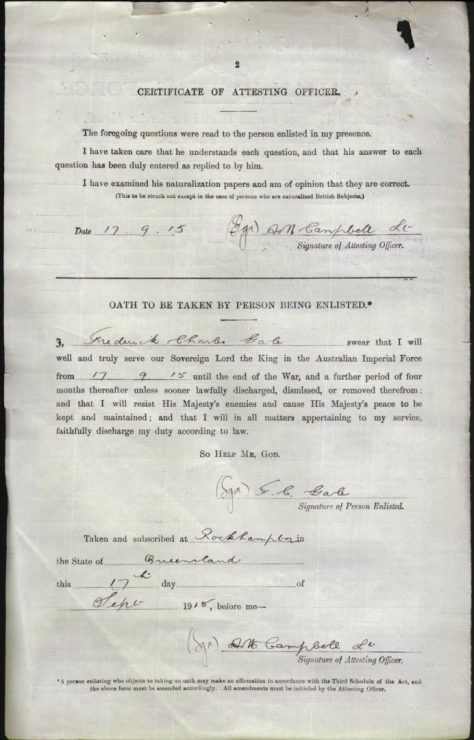 2
CERTIFICATE OF ATTESTING OFFICER.
The foregoing questions were read to the person enlisted in my presence.
I have taken care that he understands each question, and that his answer to each
question has been duly entered as replied to by him.
I have examined his naturalization papers and am of opinion that they are correct.
(This to be struck out except in the case of persons who are naturalized British Subjects.)
Date 17 . 9 . 15 (Sgn) Campbell Lt
Signature of Attesting Officer.
OATH TO BE TAKEN BY PERSON BEING ENLISTED.*
I, Frederick Charles Gale swear that I will
well and truly serve our Sovereign Lord the King in the Australian Imperial Force
from 17 9 15 until the end of the War, and a further period of four
months thereafter unless sooner lawfully discharged, dismissed, or removed therefrom;
and that I will resist His Majesty's enemies and cause His Majesty's peace to be
kept and maintained; and that I will in all matters appertaining to my service,
faithfully discharge my duty according to law.
SO HELP ME, GOD.
(Sgn) F. C. Gale
Signature of Person Enlisted.
Taken and subscribed at Rockhampton in
the State of Queensland
this 17th day of
Sept 1915, before me—
(Sgn) Campbell Lt
Signature of Attesting Officer.
*A person enlisting who objects to taking an oath may make an affirmation in accordance with the Third Schedule of the Act, and
the above form must be amended accordingly. All amendments must be initialed by the Attesting Officer.